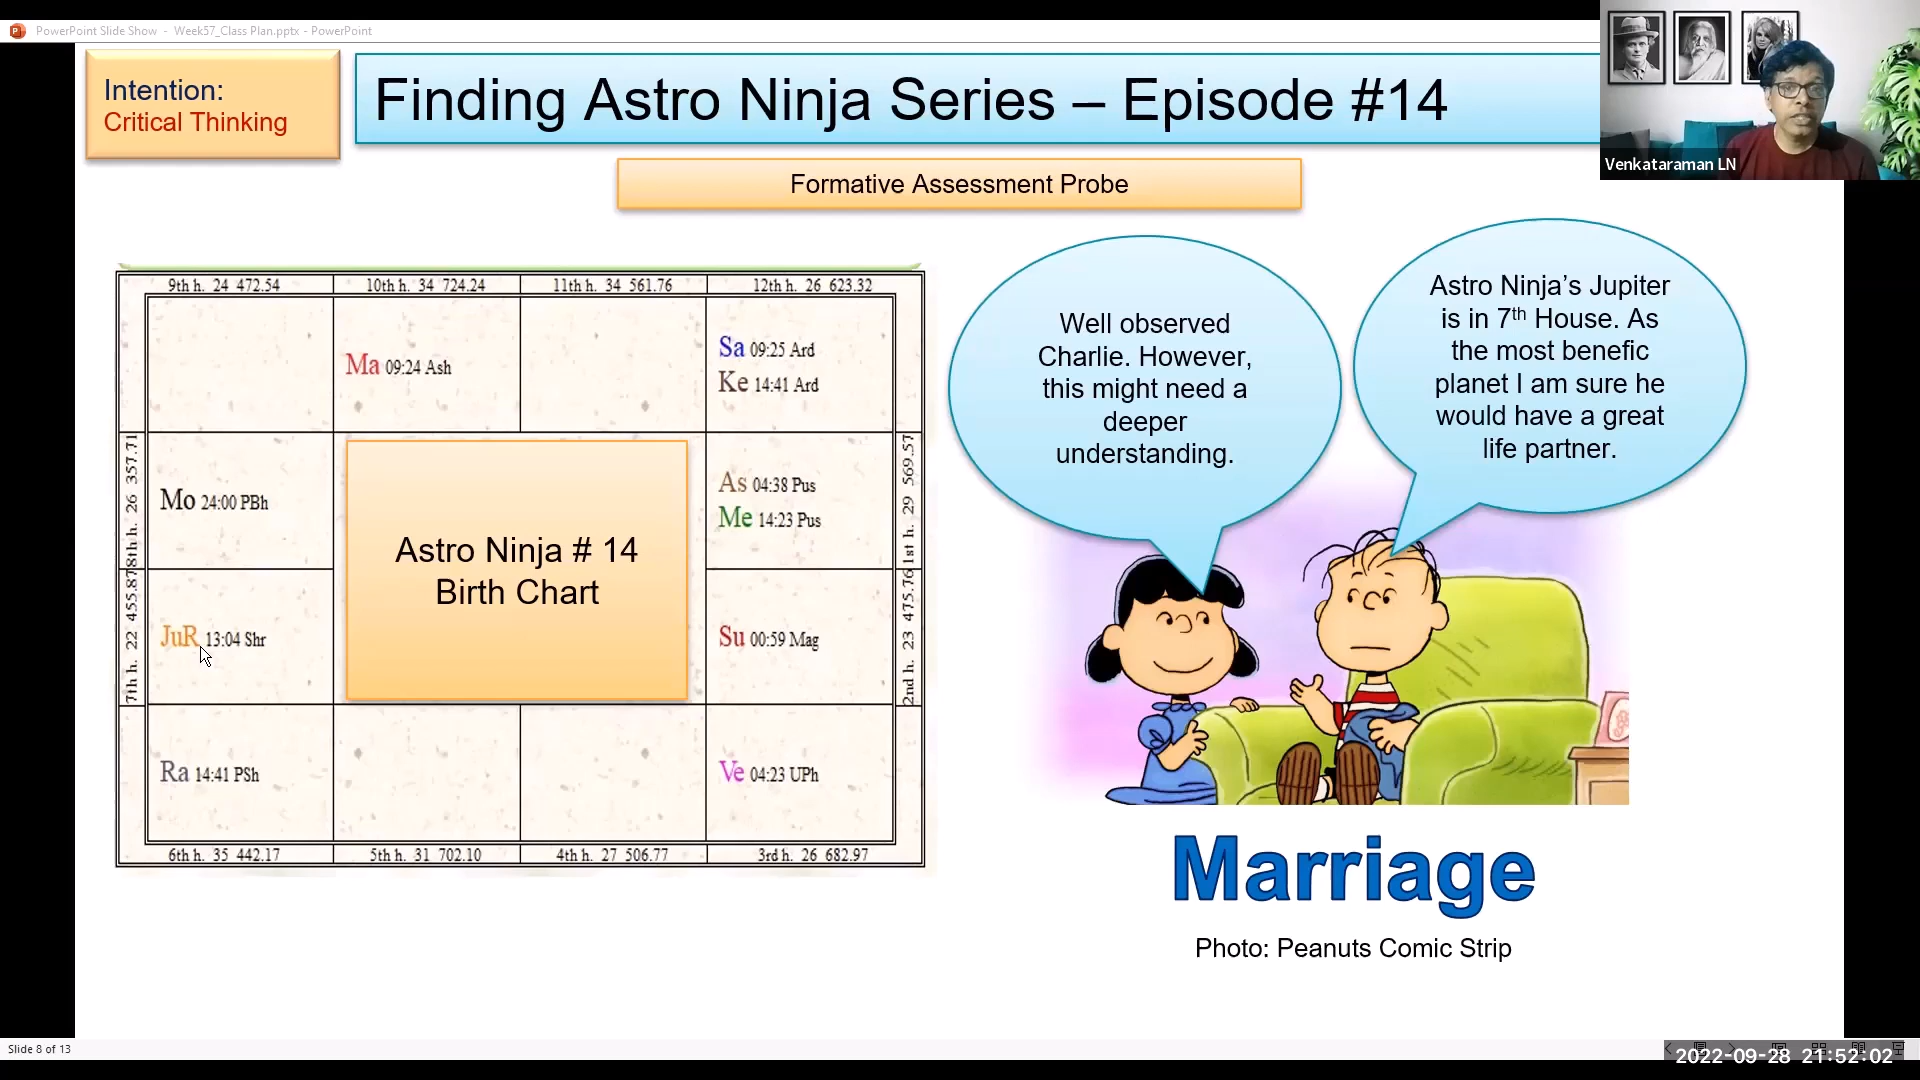 PowerPoint Slide Show - Week57_Class Plan.pptx - PowerPoint
Intention:
Critical Thinking
Finding Astro Ninja Series – Episode #14
Venkataraman LN
Formative Assessment Probe
9th h. 24 472.54
10th h. 34 724.24
11th h. 34 561.76
12th h. 26 623.32
Ma 09:24 Ash
Sa 09:25 Ard
Ke 14:41 Ard
8th h. 26 357.71
Mo 24:00 PBh
As 04:38 Pus
Me 14:23 Pus
1st h. 29 569.57
Astro Ninja # 14
Birth Chart
7th h. 22 455.87
JuR 13:04 Shr
Su 00:59 Mag
2nd h. 23 475.76
Ra 14:41 PSh
Ve 04:23 UPh
6th h. 35 442.17
5th h. 31 702.10
4th h. 27 506.77
3rd h. 26 682.97
Well observed
Charlie. However,
this might need a
deeper
understanding.
Astro Ninja’s Jupiter
is in 7th House. As
the most benefic
planet I am sure he
would have a great
life partner.
Marriage
Photo: Peanuts Comic Strip
Slide 8 of 13
2022-09-28 21:52:02